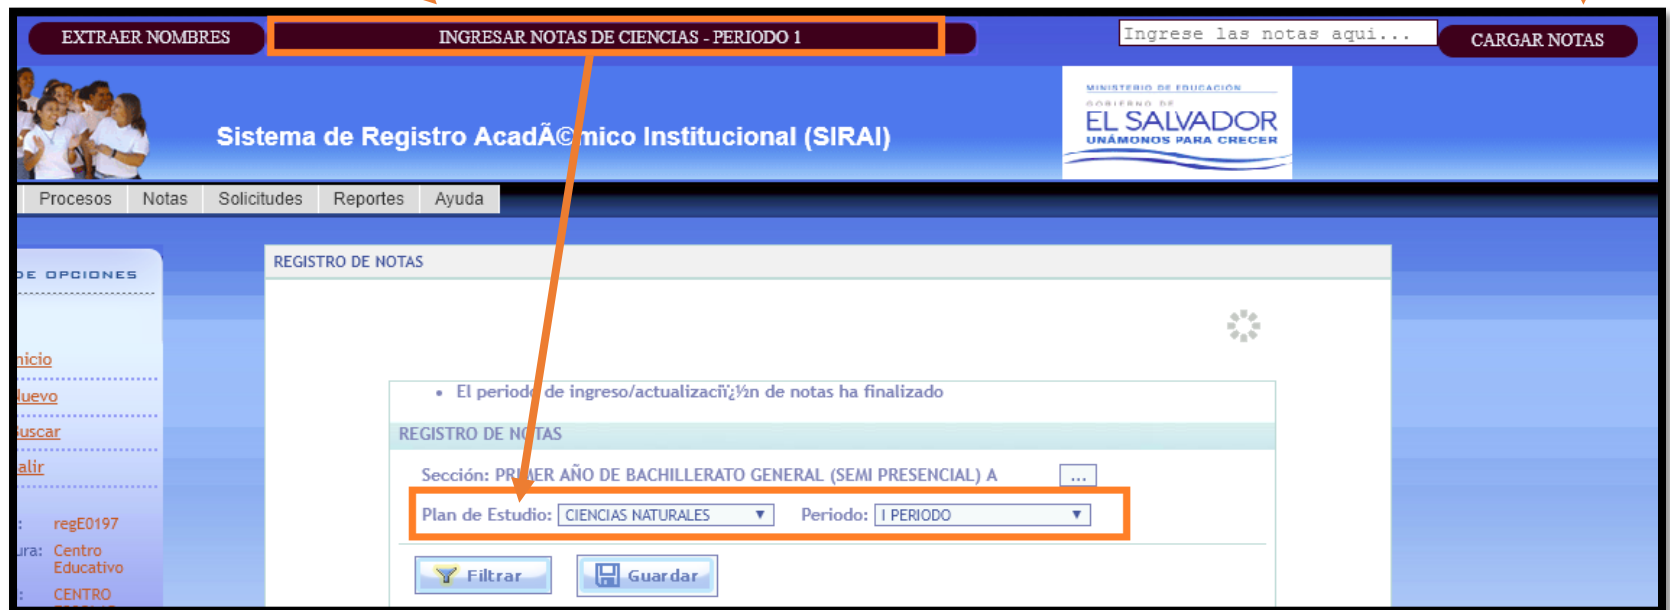 EXTRAER NOMBRES
INGRESAR NOTAS DE CIENCIAS - PERIODO 1
Ingrese las notas aqui...
CARGAR NOTAS
Sistema de Registro AcadÃ©mico Institucional (SIRAI)
MINISTERIO DE EDUCACIÓN
GOBIERNO DE
EL SALVADOR
UNÁMONOS PARA CRECER
Procesos Notas Solicitudes Reportes Ayuda
DE OPCIONES
REGISTRO DE NOTAS
nicio
Nuevo
Buscar
alir
: regE0197
ura: Centro
Educativo
: CENTRO
El periodo de ingreso/actualizaciï¿½n de notas ha finalizado
REGISTRO DE NOTAS
Sección: PRIMER AÑO DE BACHILLERATO GENERAL (SEMI PRESENCIAL) A ...
Plan de Estudio: CIENCIAS NATURALES Periodo: I PERIODO
Filtrar Guardar